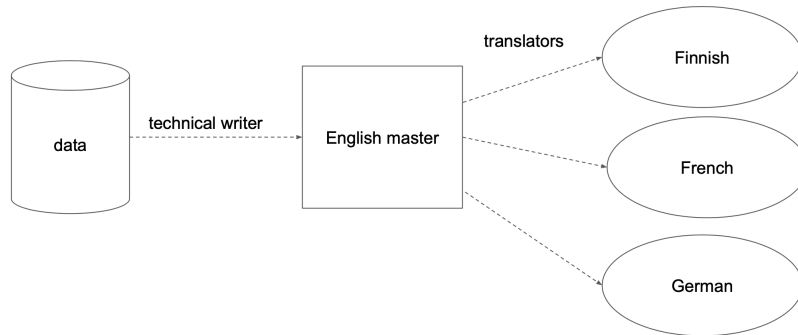 translators
Finnish
data
technical writer
English master
French
German